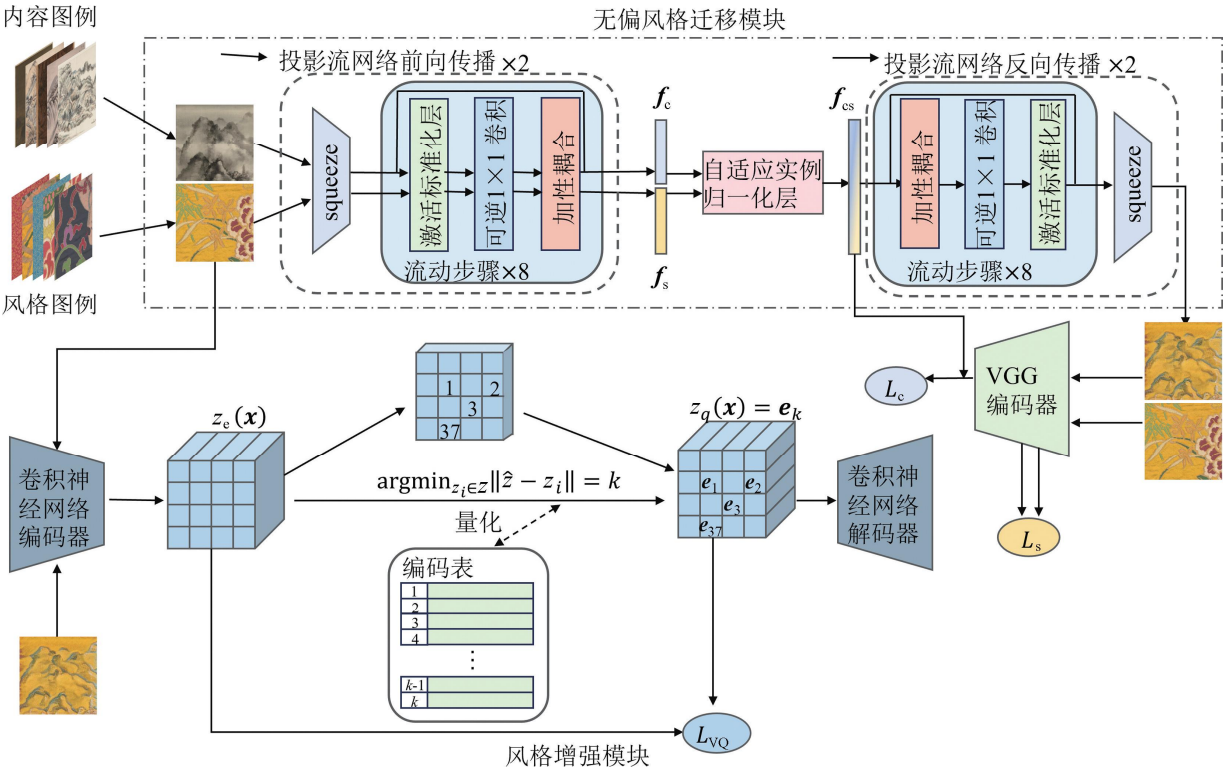 内容图例
无偏风格迁移模块
投影流网络前向传播 ×2
投影流网络反向传播 ×2
squeeze
激活标准化层
可逆1×1 卷积
加性耦合
流动步骤×8
f_c
f_s
自适应实例
归一化层
f_cs
加性耦合
可逆1×1 卷积
激活标准化层
流动步骤×8
squeeze
风格图例
VGG
编码器
L_c
L_s
卷积神
经网络
编码器
z_e(x)
1
2
3
37
argmin_{z_i∈z}‖ẑ − z_i‖ = k
量化
编码表
1
2
3
4
⋮
k-1
k
z_q(x) = e_k
e_1
e_2
e_3
e_37
卷积神
经网络
解码器
L_VQ
风格增强模块